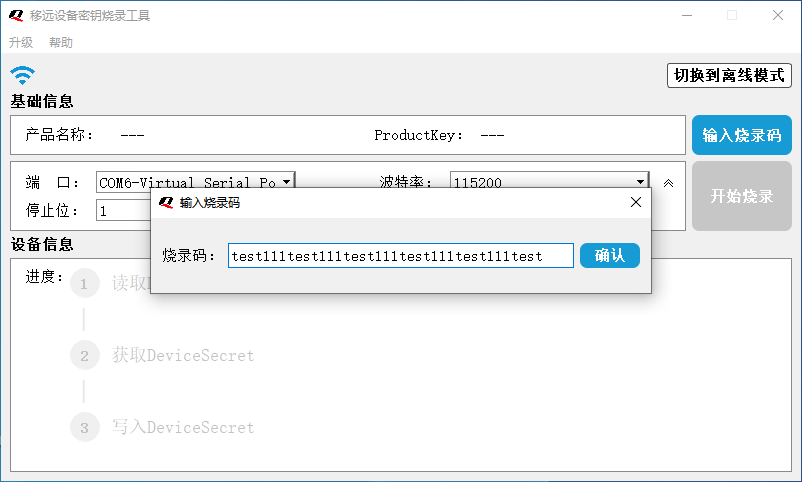 移远设备密钥烧录工具
升级 帮助
切换到离线模式
基础信息
产品名称： --- ProductKey： --- 输入烧录码
端 口： COM6-Virtual Serial Po 波特率： 115200
停止位： 1 开始烧录
输入烧录码
烧录码： test111test111test111test111test111test 确认
设备信息
进度： 1 读取
2 获取DeviceSecret
3 写入DeviceSecret